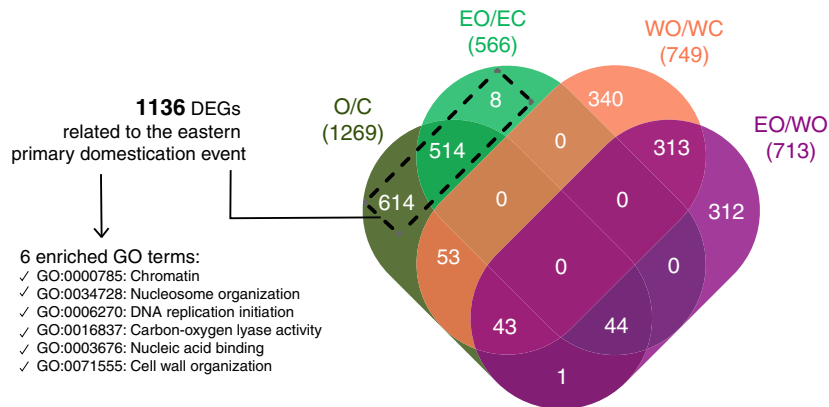 EO/EC
(566)
WO/WC
(749)
O/C
(1269)
EO/WO
(713)
1136 DEGs
related to the eastern
primary domestication event
8
340
514
0
313
614
0
0
312
53
0
0
43
44
1
6 enriched GO terms:
✓ GO:0000785: Chromatin
✓ GO:0034728: Nucleosome organization
✓ GO:0006270: DNA replication initiation
✓ GO:0016837: Carbon-oxygen lyase activity
✓ GO:0003676: Nucleic acid binding
✓ GO:0071555: Cell wall organization